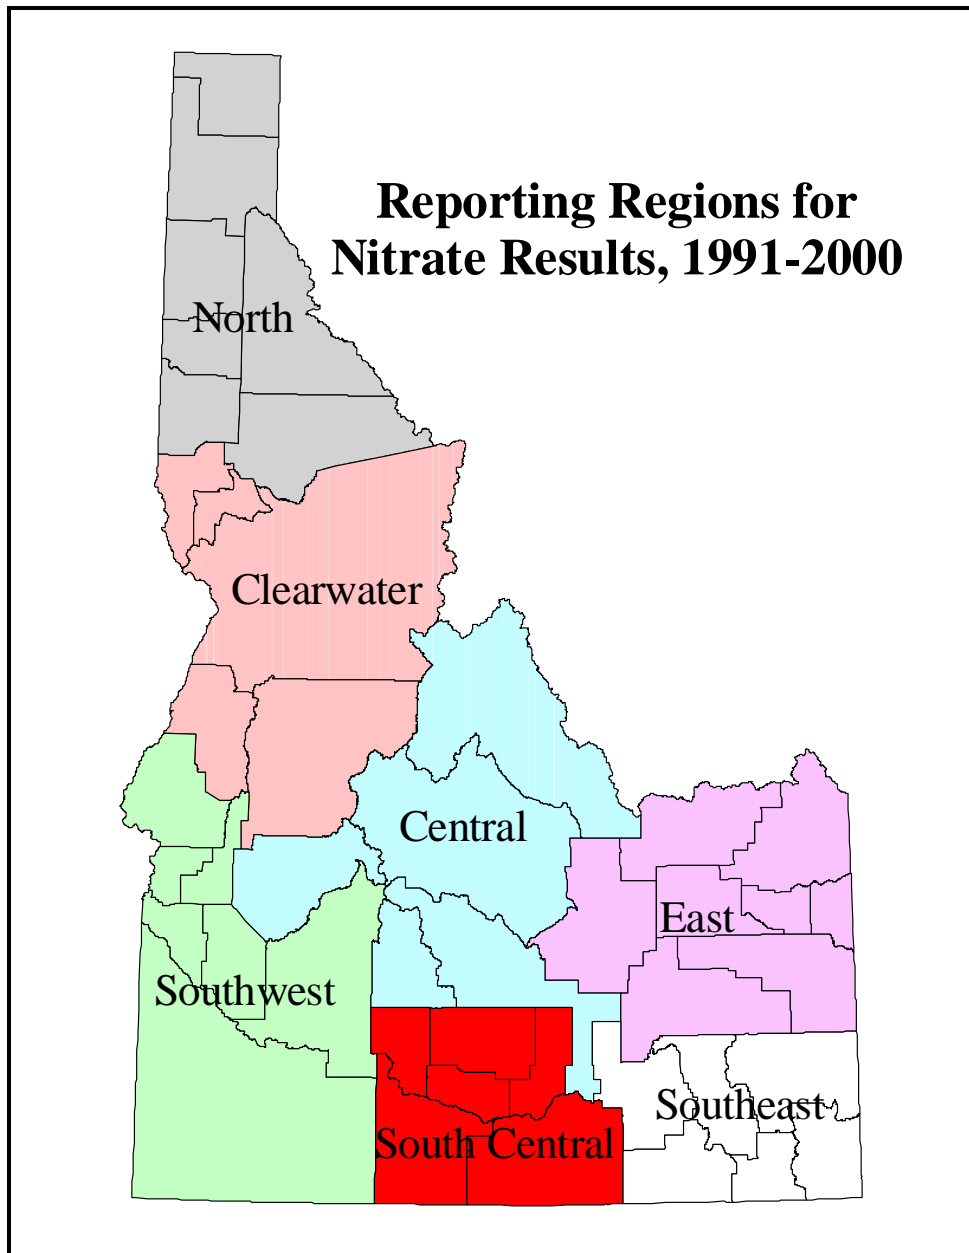 Reporting Regions for
Nitrate Results, 1991-2000
North
Clearwater
Central
East
Southwest
Southeast
South Central